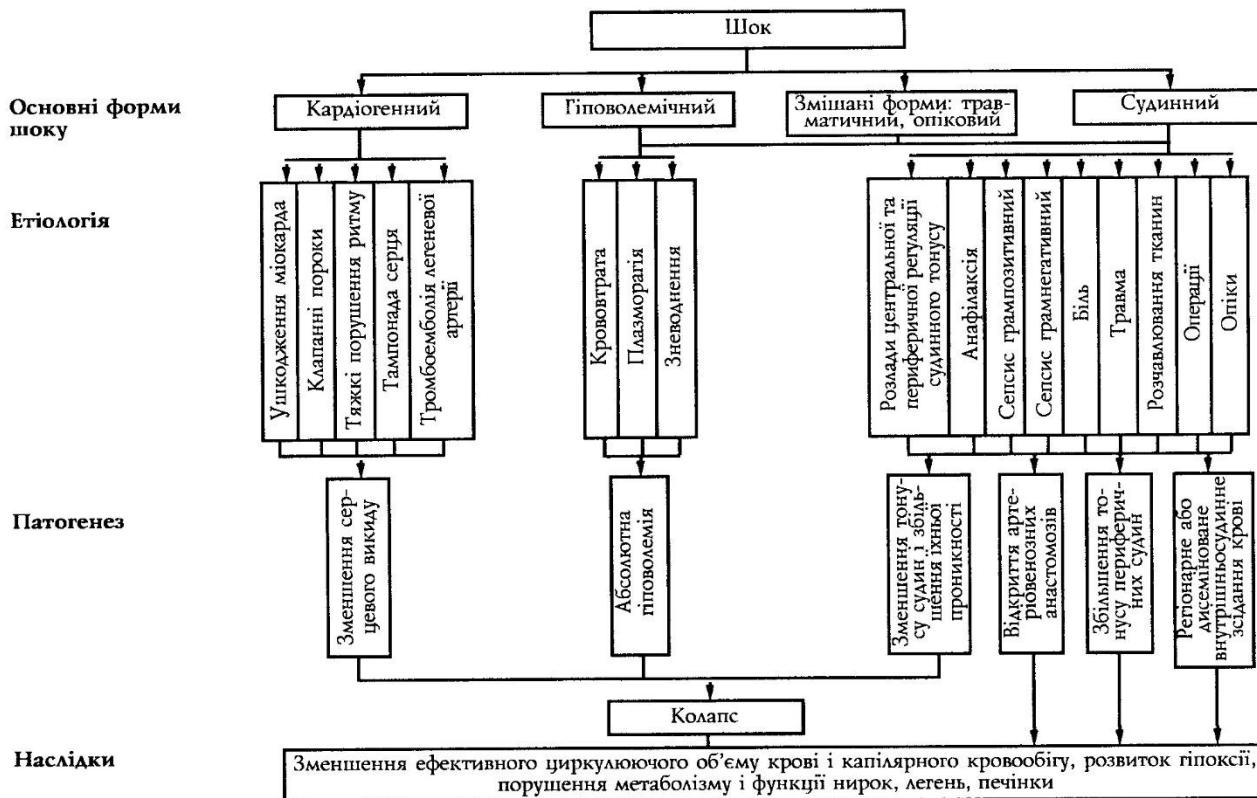 Шок
Основні форми
шоку
Кардіогенний
Гіповолемічний
Змішані форми: трав-
матичний, опіковий
Судинний
Етіологія
Ушкодження міокарда
Клапанні пороки
Тяжкі порушення ритму
Тампонада серця
Тромбоемболія легеневої
артерії
Крововтрата
Плазморагія
Зневоднення
Розлади центральної та
периферичної регуляції
судинного тонусу
Анафілаксія
Сепсис грампозитивний
Сепсис грамнегативний
Біль
Травма
Розчавлювання тканин
Операції
Опіки
Патогенез
Зменшення сер-
цевого викиду
Абсолютна
гіповолемія
Зменшення тону-
су судин і збіль-
шення їхньої
проникності
Відкриття арте-
ріовенозних
анастомозів
Збільшення то-
нусу периферич-
них судин
Регіонарне або
дисеміноване
внутрішньосудинне
зсідання крові
Колапс
Наслідки
Зменшення ефективного циркулюючого об’єму крові і капілярного кровообігу, розвиток гіпоксії,
порушення метаболізму і функції нирок, легень, печінки